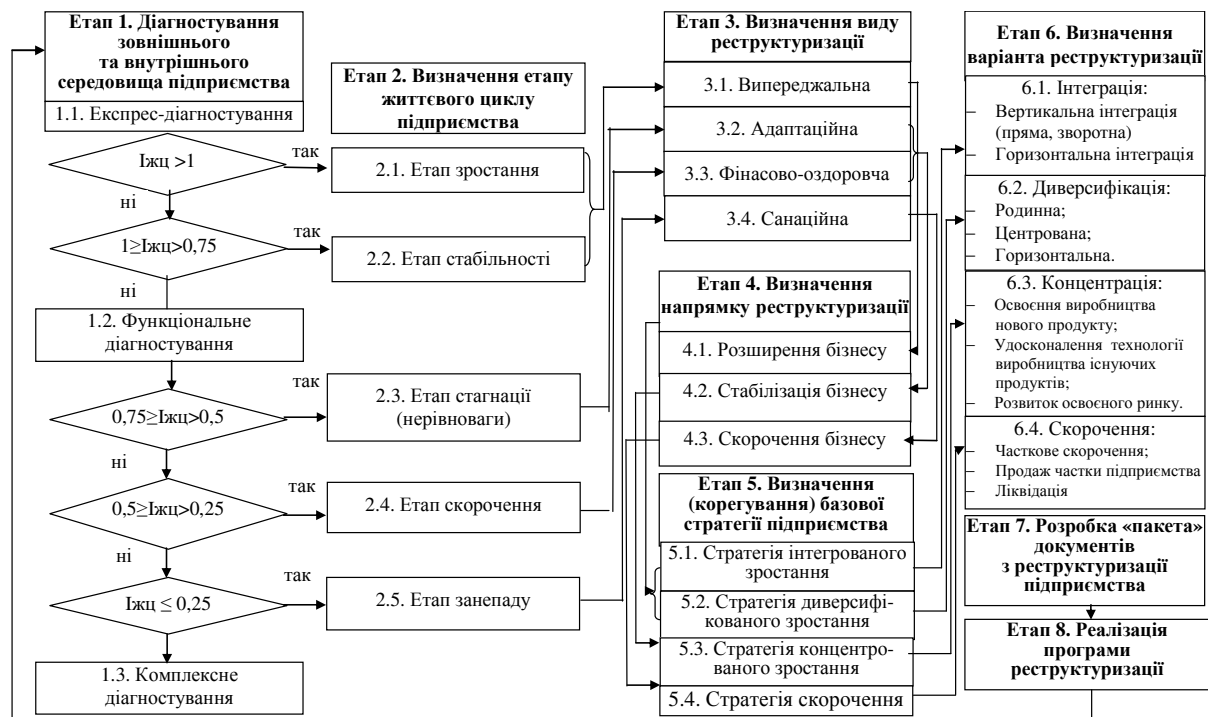 Етап 1. Діагностування
зовнішнього
та внутрішнього
середовища підприємства
1.1. Експрес-діагностування
Іжц >1
так
ні
1≥Іжц>0,75
так
ні
1.2. Функціональне
діагностування
0,75≥Іжц>0,5
так
ні
0,5≥Іжц>0,25
так
ні
Іжц ≤ 0,25
так
1.3. Комплексне
діагностування
Етап 2. Визначення етапу
життєвого циклу
підприємства
2.1. Етап зростання
2.2. Етап стабільності
2.3. Етап стагнації
(нерівноваги)
2.4. Етап скорочення
2.5. Етап занепаду
Етап 3. Визначення виду
реструктуризації
3.1. Випереджальна
3.2. Адаптаційна
3.3. Фінасово-оздоровча
3.4. Санаційна
Етап 4. Визначення
напрямку реструктуризації
4.1. Розширення бізнесу
4.2. Стабілізація бізнесу
4.3. Скорочення бізнесу
Етап 5. Визначення
(корегування) базової
стратегії підприємства
5.1. Стратегія інтегрованого
зростання
5.2. Стратегія диверсифі-
кованого зростання
5.3. Стратегія концентро-
ваного зростання
5.4. Стратегія скорочення
Етап 6. Визначення
варіанта реструктуризації
6.1. Інтеграція:
– Вертикальна інтеграція
(пряма, зворотна)
– Горизонтальна інтеграція
6.2. Диверсифікація:
– Родинна;
– Центрована;
– Горизонтальна.
6.3. Концентрація:
– Освоєння виробництва
нового продукту;
– Удосконалення технології
виробництва існуючих
продуктів;
– Розвиток освоєного ринку.
6.4. Скорочення:
– Часткове скорочення;
– Продаж частки підприємства
– Ліквідація
Етап 7. Розробка «пакета»
документів
з реструктуризації
підприємства
Етап 8. Реалізація
програми
реструктуризації